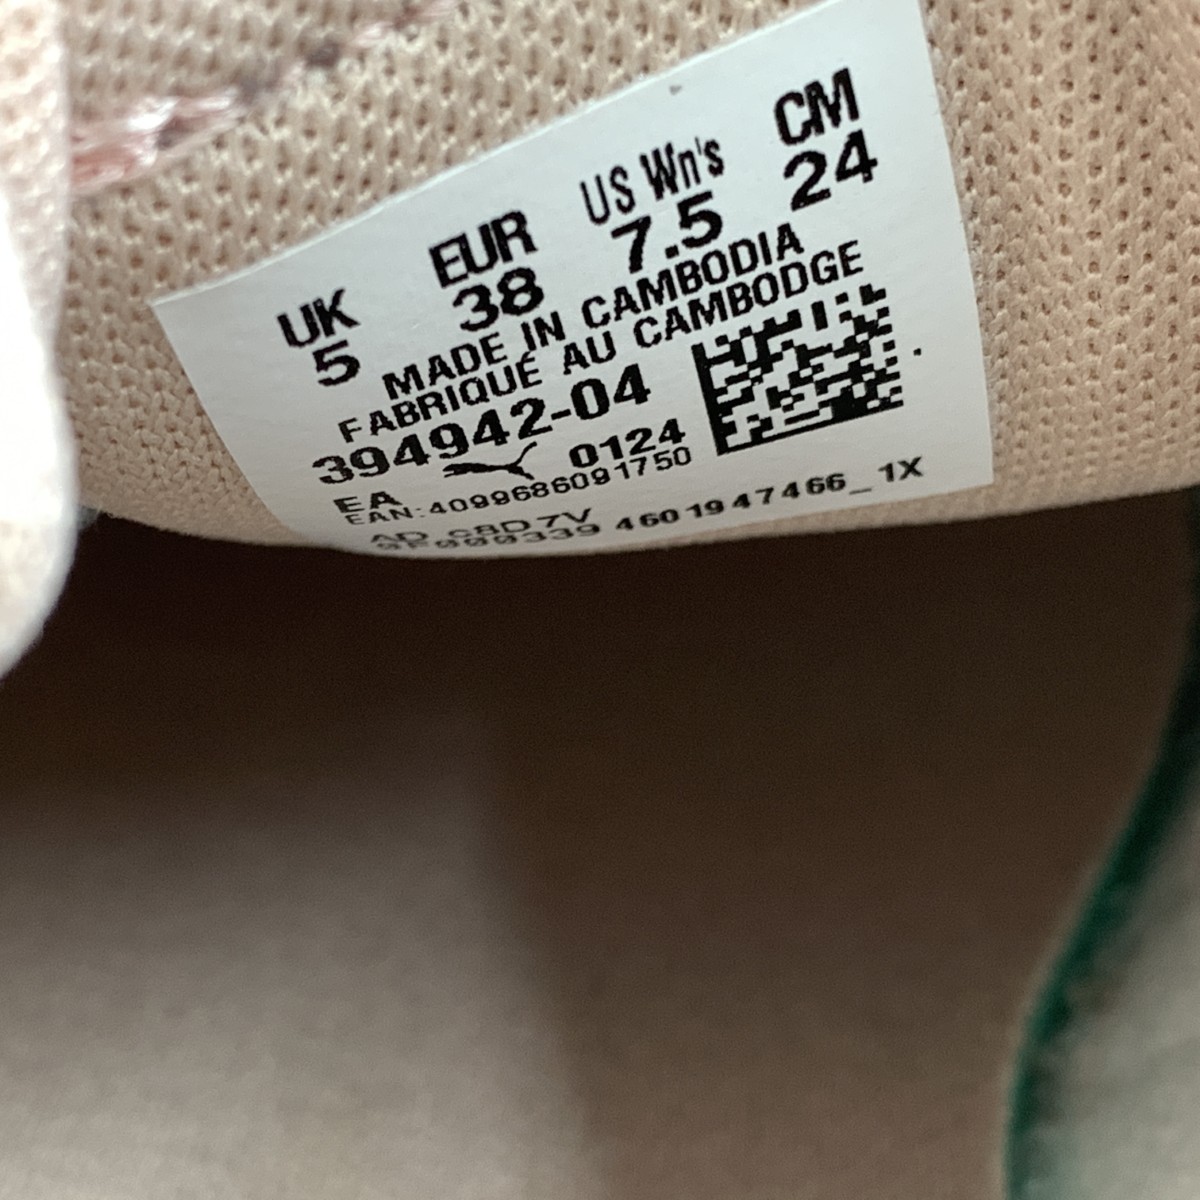 UK EUR US Wn's CM
5 38 7.5 24
MADE IN CAMBODIA
FABRIQUÉ AU CAMBODGE
394942-04
EA 0124
EAN:4099686091750
4601947466_1X